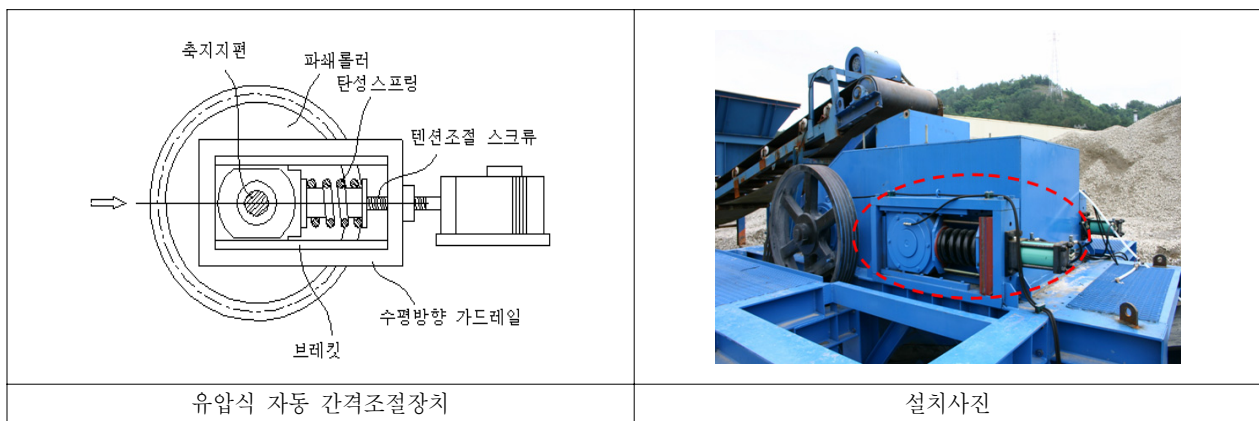 축지지편
파쇄롤러
탄성스프링
텐션조절 스크류
수평방향 가드레일
브레킷
유압식 자동 간격조절장치
설치사진